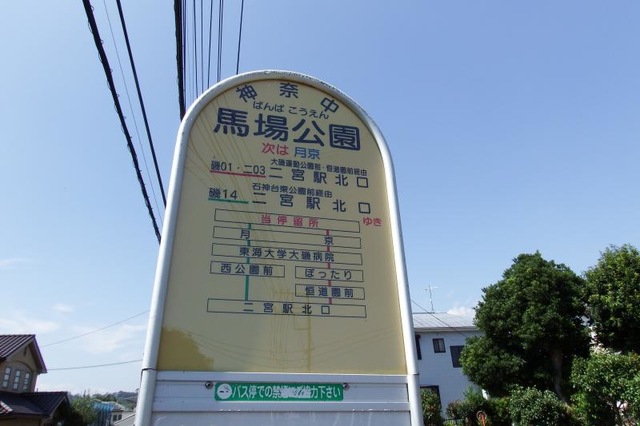 神奈中
ばんば こうえん
馬場公園
次は 月京
磯01・二03 大磯運動公園前・恒道園前経由
二宮駅北口
磯14 石神台東公園前経由
二宮駅北口
ゆき
当停留所
月京
東海大学大磯病院
西公園前 ぽったり
恒道園前
二宮駅北口
バス停での禁煙にご協力下さい